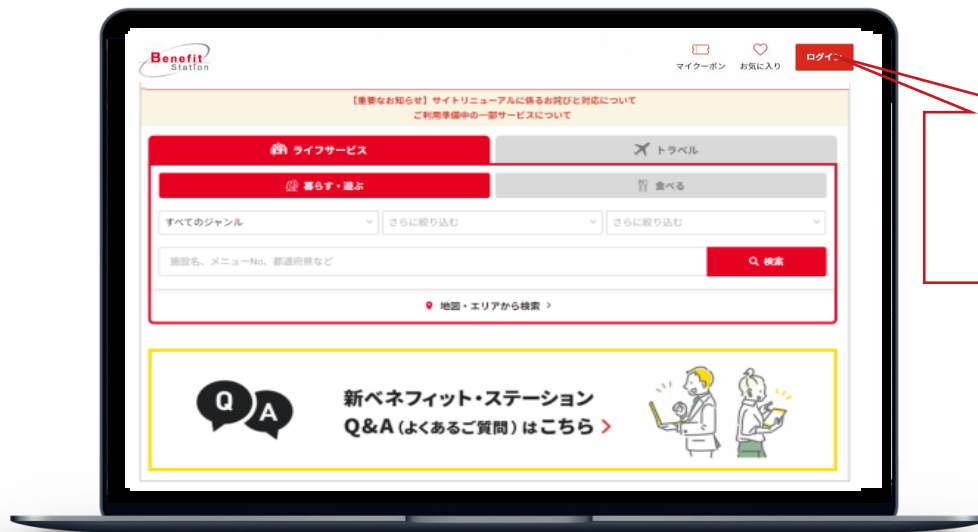 Benefit
Station
マイクーポン
お気に入り
ログイン
【重要なお知らせ】サイトリニューアルに係るお詫びと対応について
ご利用準備中の一部サービスについて
ライフサービス
トラベル
暮らす・遊ぶ
食べる
すべてのジャンル
さらに絞り込む
さらに絞り込む
施設名、メニューNo、都道府県など
検索
地図・エリアから検索 >
Q A
新ベネフィット・ステーション
Q&A(よくあるご質問)はこちら >